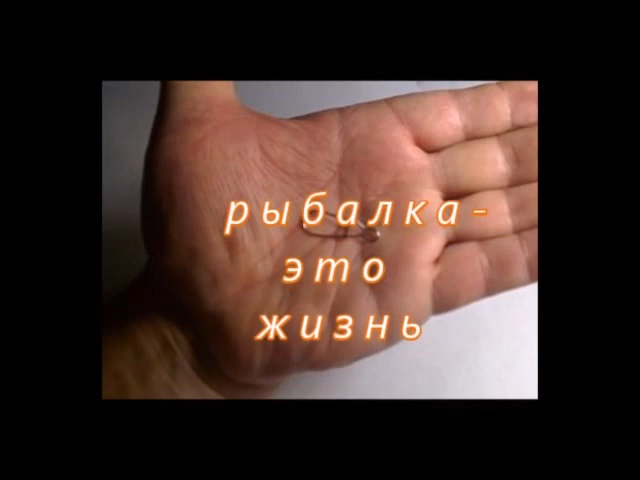 рыбалка-
это
жизнь